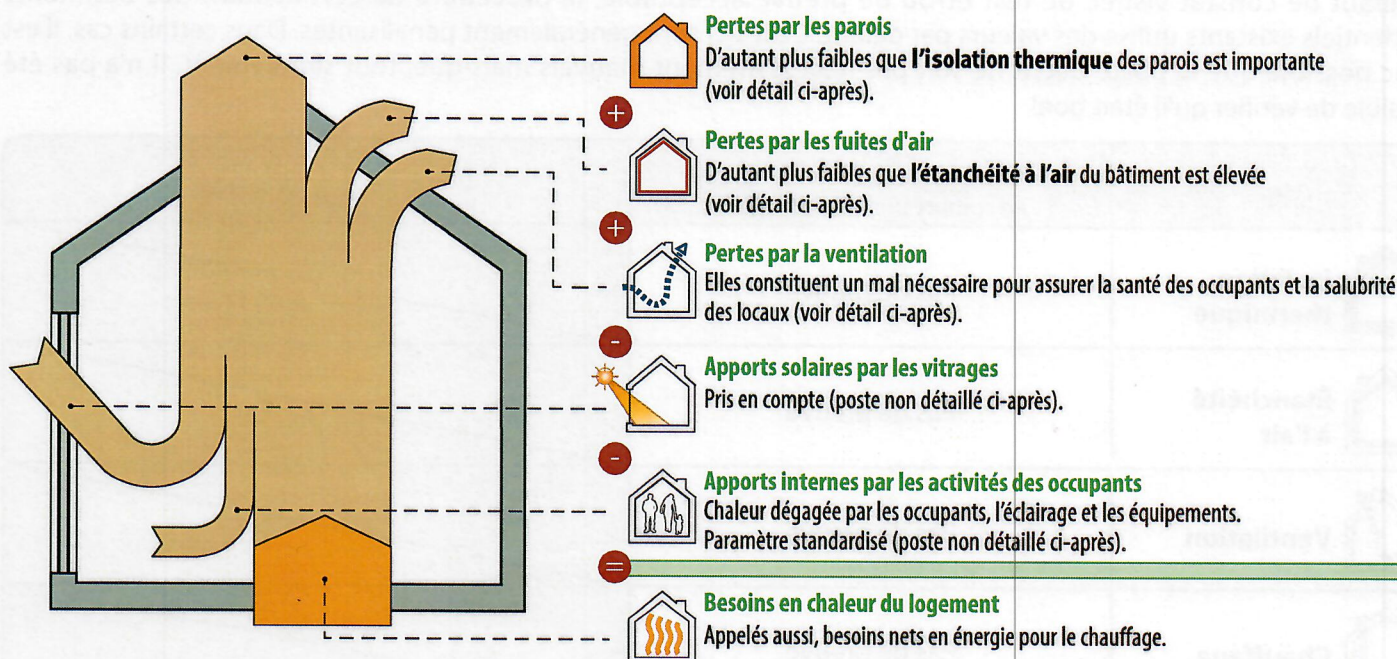 Pertes par les parois
D'autant plus faibles que l'isolation thermique des parois est importante
(voir détail ci-après).
+
Pertes par les fuites d'air
D'autant plus faibles que l'étanchéité à l'air du bâtiment est élevée
(voir détail ci-après).
+
Pertes par la ventilation
Elles constituent un mal nécessaire pour assurer la santé des occupants et la salubrité
des locaux (voir détail ci-après).
-
Apports solaires par les vitrages
Pris en compte (poste non détaillé ci-après).
-
Apports internes par les activités des occupants
Chaleur dégagée par les occupants, l'éclairage et les équipements.
Paramètre standardisé (poste non détaillé ci-après).
=
Besoins en chaleur du logement
Appelés aussi, besoins nets en énergie pour le chauffage.